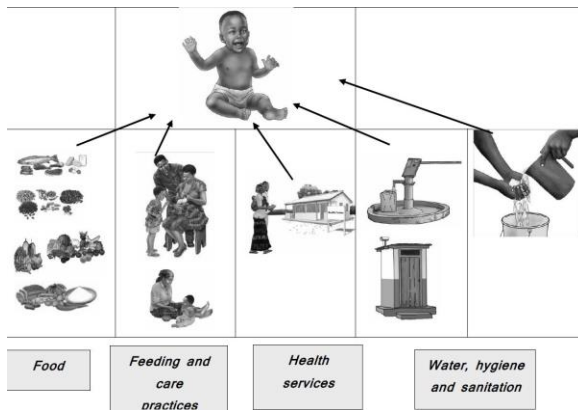 Food
Feeding and
care
practices
Health
services
Water, hygiene
and sanitation